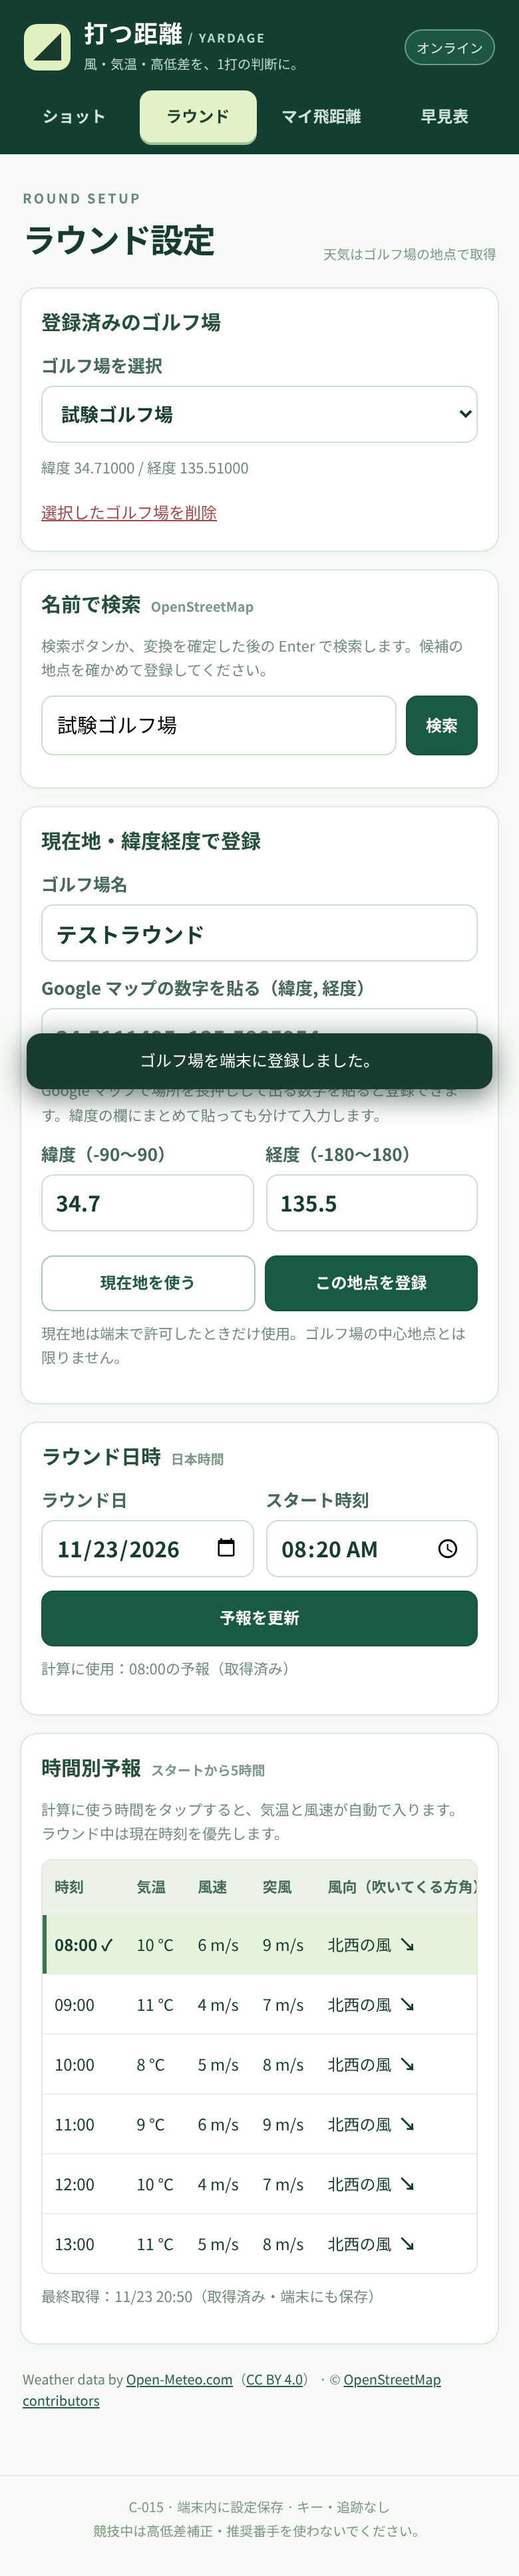 打つ距離 / YARDAGE
風・気温・高低差を、1打の判断に。
オンライン
ショット ラウンド マイ飛距離 早見表
ROUND SETUP
ラウンド設定
天気はゴルフ場の地点で取得
登録済みのゴルフ場
ゴルフ場を選択
試験ゴルフ場
緯度 34.71000 / 経度 135.51000
選択したゴルフ場を削除
名前で検索 OpenStreetMap
検索ボタンか、変換を確定した後の Enter で検索します。候補の
地点を確かめて登録してください。
試験ゴルフ場
検索
現在地・緯度経度で登録
ゴルフ場名
テストラウンド
Google マップの数字を貼る（緯度, 経度）
ゴルフ場を端末に登録しました。
Google マップで場所を長押しして出る数字を貼ると登録できま
す。緯度の欄にまとめて貼っても分けて入力します。
緯度（-90〜90） 経度（-180〜180）
34.7 135.5
現在地を使う この地点を登録
現在地は端末で許可したときだけ使用。ゴルフ場の中心地点とは
限りません。
ラウンド日時 日本時間
ラウンド日 スタート時刻
11/23/2026 08:20 AM
予報を更新
計算に使用：08:00の予報（取得済み）
時間別予報 スタートから5時間
計算に使う時間をタップすると、気温と風速が自動で入ります。
ラウンド中は現在時刻を優先します。
時刻 気温 風速 突風 風向（吹いてくる方角）
08:00 ✓ 10 ℃ 6 m/s 9 m/s 北西の風 ↘
09:00 11 ℃ 4 m/s 7 m/s 北西の風 ↘
10:00 8 ℃ 5 m/s 8 m/s 北西の風 ↘
11:00 9 ℃ 6 m/s 9 m/s 北西の風 ↘
12:00 10 ℃ 4 m/s 7 m/s 北西の風 ↘
13:00 11 ℃ 5 m/s 8 m/s 北西の風 ↘
最終取得：11/23 20:50（取得済み・端末にも保存）
Weather data by Open-Meteo.com（CC BY 4.0） · © OpenStreetMap
contributors
C-015 · 端末内に設定保存 · キー・追跡なし
競技中は高低差補正・推奨番手を使わないでください。